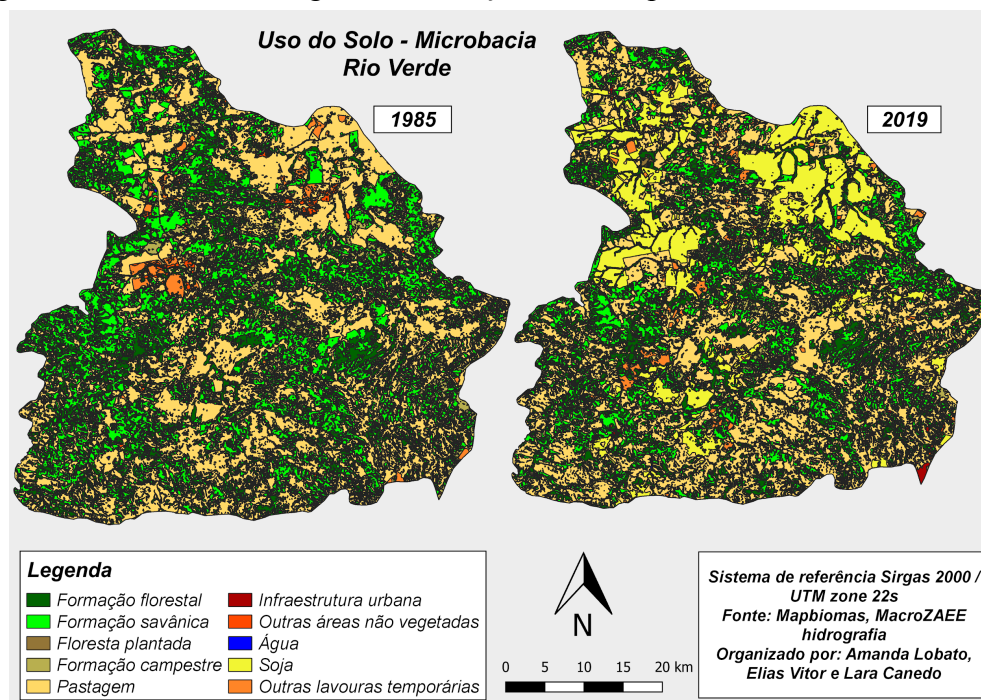 Uso do Solo - Microbacia
Rio Verde
1985
2019
Legenda
Formação florestal
Formação savânica
Floresta plantada
Formação campestre
Pastagem
Infraestrutura urbana
Outras áreas não vegetadas
Água
Soja
Outras lavouras temporárias
N
0 5 10 15 20 km
Sistema de referência Sirgas 2000 /
UTM zone 22s
Fonte: Mapbiomas, MacroZAEE
hidrografia
Organizado por: Amanda Lobato,
Elias Vitor e Lara Canedo